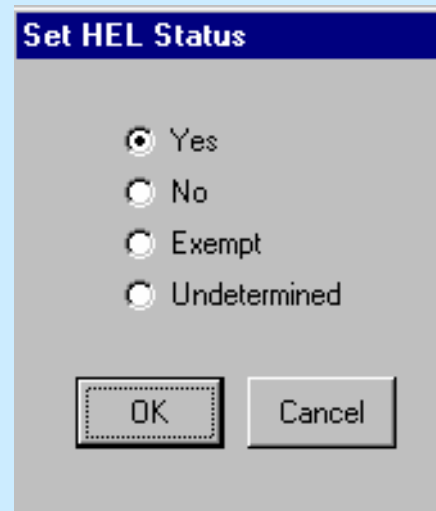 Set HEL Status
Yes
No
Exempt
Undetermined
OK Cancel